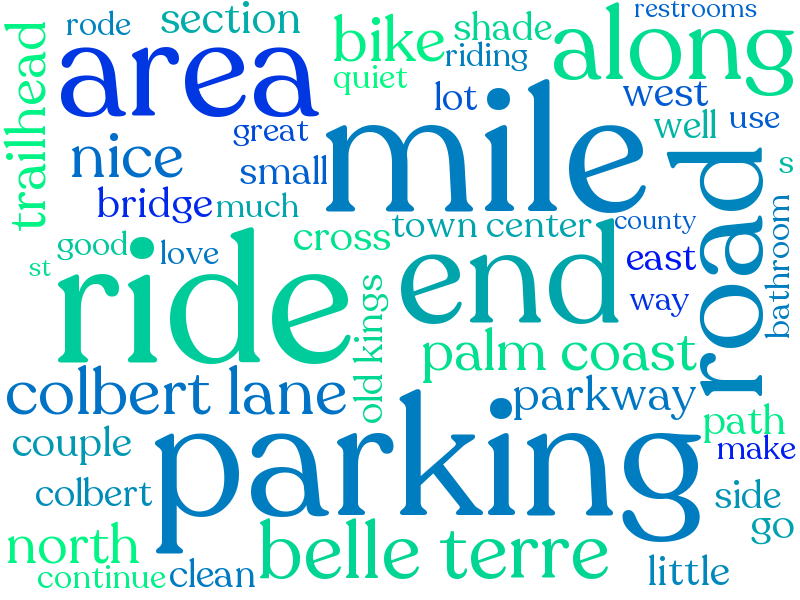 rode
section
restrooms
bike
shade
along
area
riding
quiet
trailhead
lot
west
mile
use
well
great
nice
small
s
road
bridge
much
bathroom
town center
county
cross
good
love
st
ride
end
east
old kings
way
palm coast
colbert lane
parkway
parking
path
couple
make
colbert
side
go
north
belle terre
continue
clean
little